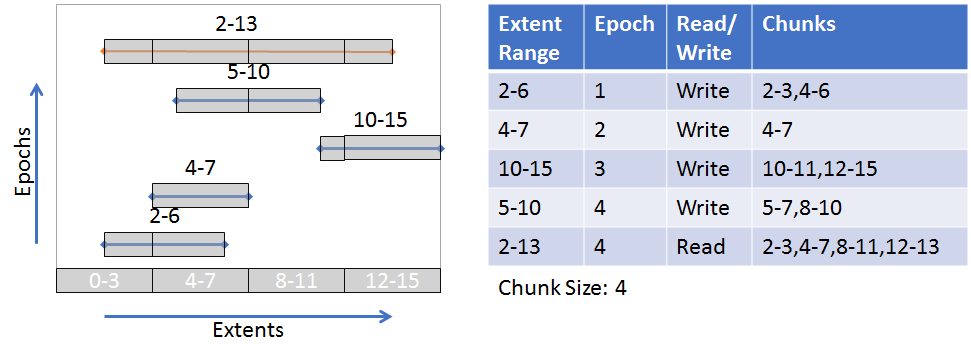 2-13
5-10
10-15
4-7
2-6
Epochs
0-3 4-7 8-11 12-15
Extents
Extent Range Epoch Read/ Write Chunks
2-6 1 Write 2-3,4-6
4-7 2 Write 4-7
10-15 3 Write 10-11,12-15
5-10 4 Write 5-7,8-10
2-13 4 Read 2-3,4-7,8-11,12-13
Chunk Size: 4